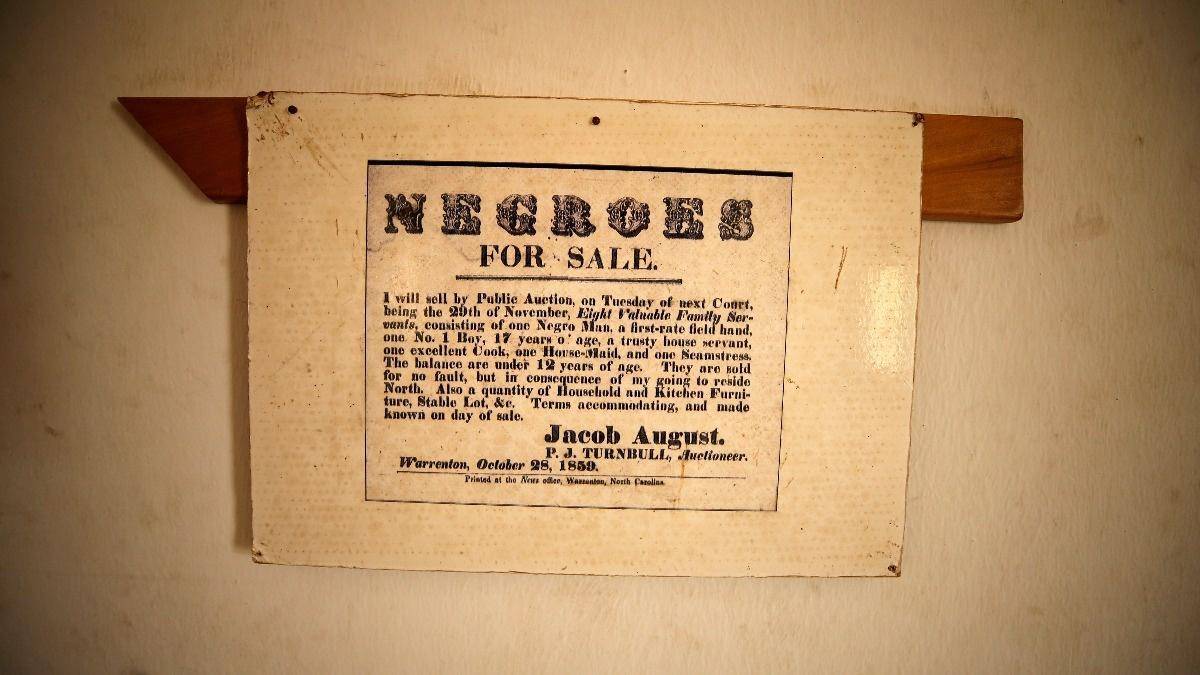 NEGROES
FOR SALE.
I will sell by Public Auction, on Tuesday of next Court,
being the 29th of November, Eight Valuable Family Ser-
vants, consisting of one Negro Man, a first-rate field hand,
one No. 1 Boy, 17 years o' age, a trusty house servant,
one excellent Cook, one House-Maid, and one Seamstress.
The balance are under 12 years of age. They are sold
for no fault, but in consequence of my going to reside
North. Also a quantity of Household and Kitchen Furni-
ture, Stable Lot, &c. Terms accommodating, and made
known on day of sale.
Jacob August.
P. J. TURNBULL, Auctioneer.
Warrenton, October 28, 1859.
Printed at the News office, Warrenton, North Carolina.